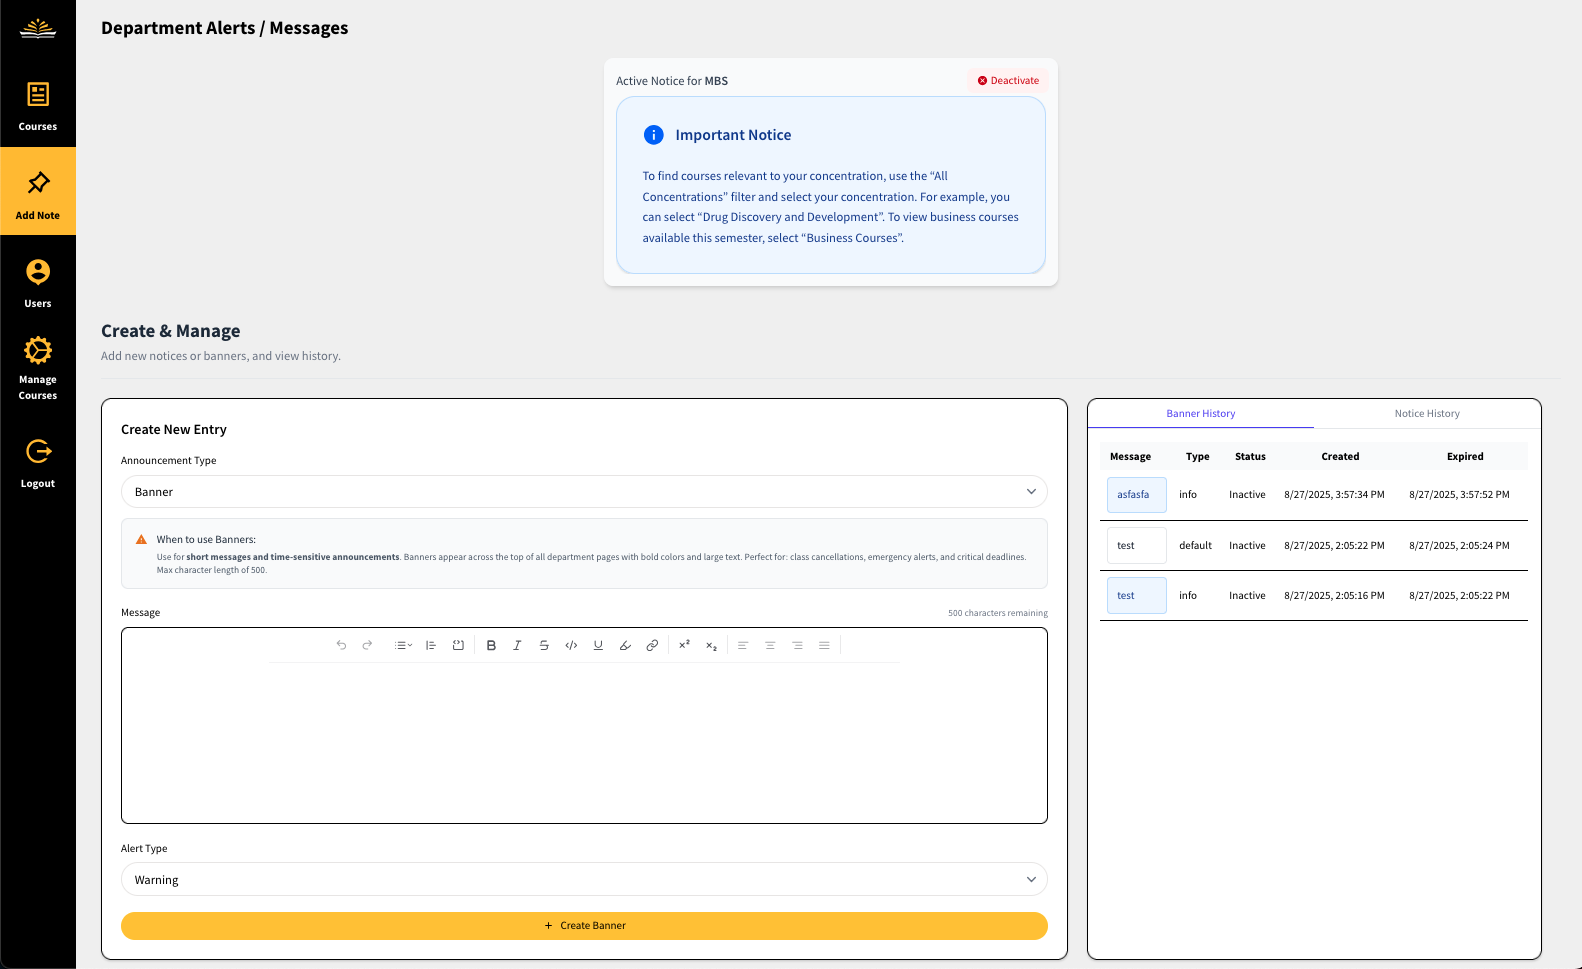 Department Alerts / Messages
Courses
Add Note
Users
Manage
Courses
Logout
Active Notice for MBS
Deactivate
Important Notice
To find courses relevant to your concentration, use the “All
Concentrations” filter and select your concentration. For example, you
can select “Drug Discovery and Development”. To view business courses
available this semester, select “Business Courses”.
Create & Manage
Add new notices or banners, and view history.
Create New Entry
Announcement Type
Banner
When to use Banners:
Use for short messages and time-sensitive announcements. Banners appear across the top of all department pages with bold colors and large text. Perfect for: class cancellations, emergency alerts, and critical deadlines.
Max character length of 500.
Message
500 characters remaining
Alert Type
Warning
+ Create Banner
Banner History
Notice History
Message Type Status Created Expired
asfasfa info Inactive 8/27/2025, 3:57:34 PM 8/27/2025, 3:57:52 PM
test default Inactive 8/27/2025, 2:05:22 PM 8/27/2025, 2:05:24 PM
test info Inactive 8/27/2025, 2:05:16 PM 8/27/2025, 2:05:22 PM